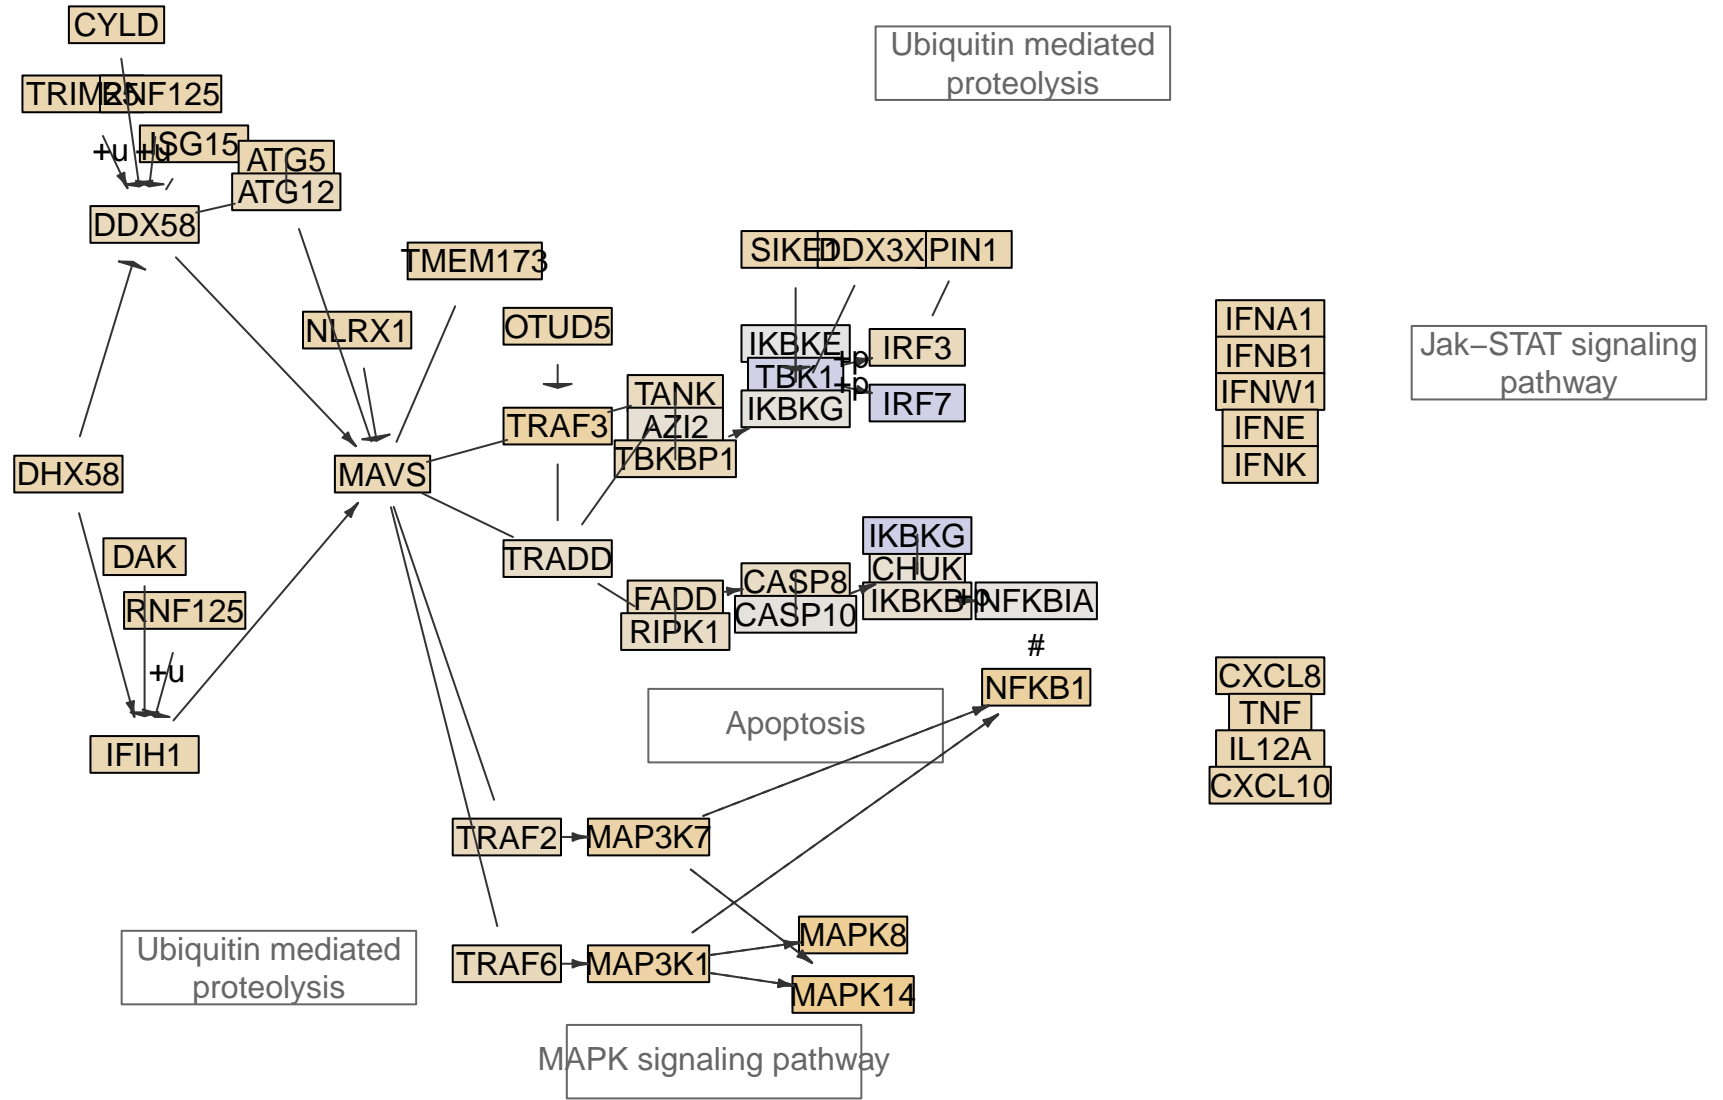 CYLD
Ubiquitin mediated
proteolysis
TRIM25
RNF125
ISG15
+u
+u
ATG5
ATG12
DDX58
TMEM173
SIKE1
DDX3X
PIN1
NLRX1
OTUD5
IKBKE
TBK1
IKBKG
+p
+p
IRF3
IRF7
IFNA1
IFNB1
IFNW1
IFNE
IFNK
Jak−STAT signaling
pathway
TRAF3
TANK
AZI2
TBKBP1
DHX58
MAVS
DAK
RNF125
+u
IFIH1
TRADD
FADD
RIPK1
CASP8
CASP10
IKBKG
CHUK
IKBKB
+p
NFKBIA
#
NFKB1
Apoptosis
CXCL8
TNF
IL12A
CXCL10
TRAF2
MAP3K7
TRAF6
MAP3K1
MAPK8
MAPK14
Ubiquitin mediated
proteolysis
MAPK signaling pathway